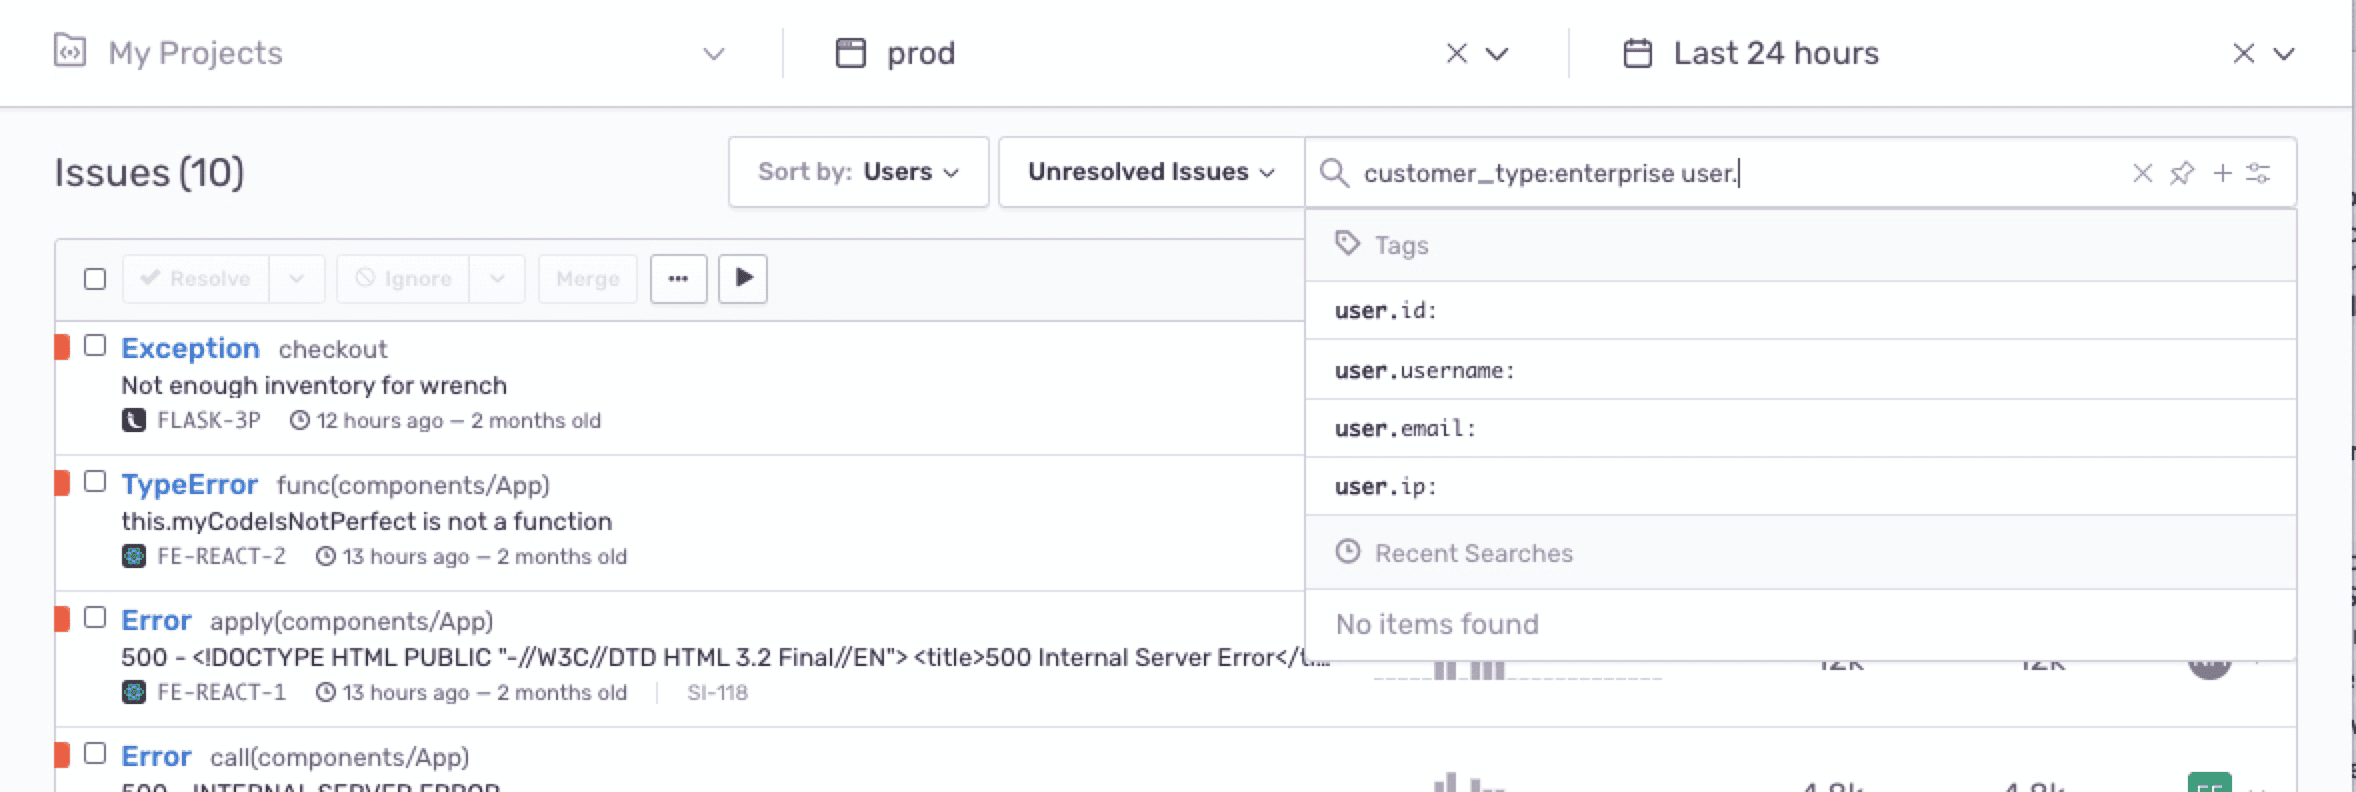 My Projects
prod
Last 24 hours
Issues (10)
Sort by: Users
Unresolved Issues
customer_type:enterprise user.
Tags
user.id:
user.username:
user.email:
user.ip:
Recent Searches
No items found
Resolve
Ignore
Merge
Exception checkout
Not enough inventory for wrench
FLASK-3P 12 hours ago — 2 months old
TypeError func(components/App)
this.myCodeIsNotPerfect is not a function
FE-REACT-2 13 hours ago — 2 months old
Error apply(components/App)
500 - <!DOCTYPE HTML PUBLIC "-//W3C//DTD HTML 3.2 Final//EN"> <title>500 Internal Server Error</t...
12k 12k
FE-REACT-1 13 hours ago — 2 months old SI-118
Error call(components/App)
500 - INTERNAL SERVER ERROR